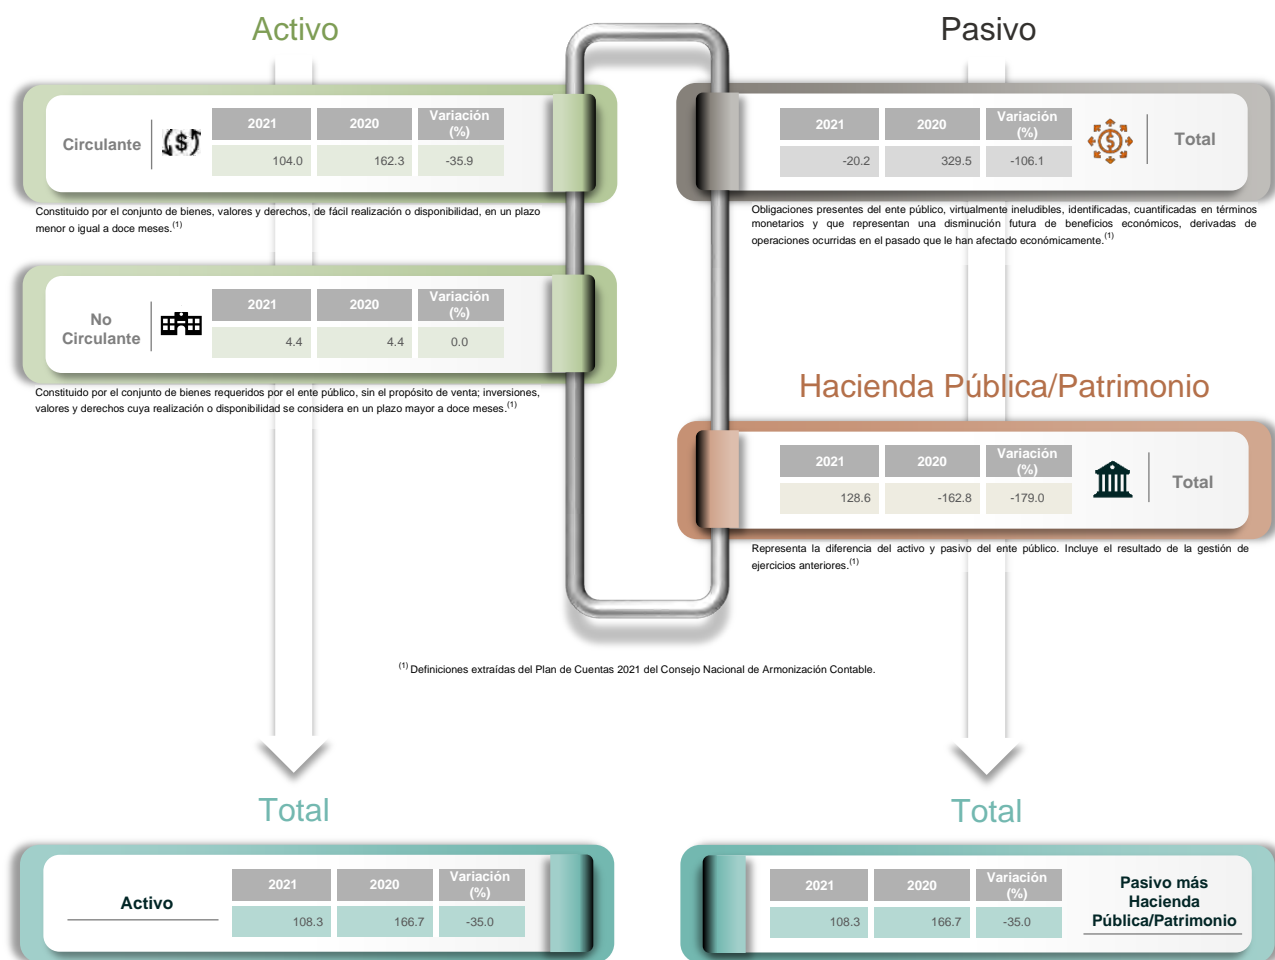 Activo
Circulante
2021 2020 Variación (%)
104.0 162.3 -35.9
Constituido por el conjunto de bienes, valores y derechos, de fácil realización o disponibilidad, en un plazo
menor o igual a doce meses.(1)
No
Circulante
2021 2020 Variación (%)
4.4 4.4 0.0
Constituido por el conjunto de bienes requeridos por el ente público, sin el propósito de venta; inversiones,
valores y derechos cuya realización o disponibilidad se considera en un plazo mayor a doce meses.(1)
Pasivo
2021 2020 Variación (%)
-20.2 329.5 -106.1
Total
Obligaciones presentes del ente público, virtualmente ineludibles, identificadas, cuantificadas en términos
monetarios y que representan una disminución futura de beneficios económicos, derivadas de
operaciones ocurridas en el pasado que le han afectado económicamente.(1)
Hacienda Pública/Patrimonio
2021 2020 Variación (%)
128.6 -162.8 -179.0
Total
Representa la diferencia del activo y pasivo del ente público. Incluye el resultado de la gestión de
ejercicios anteriores.(1)
(1) Definiciones extraídas del Plan de Cuentas 2021 del Consejo Nacional de Armonización Contable.
Total
Activo
2021 2020 Variación (%)
108.3 166.7 -35.0
Total
2021 2020 Variación (%)
108.3 166.7 -35.0
Pasivo más
Hacienda
Pública/Patrimonio